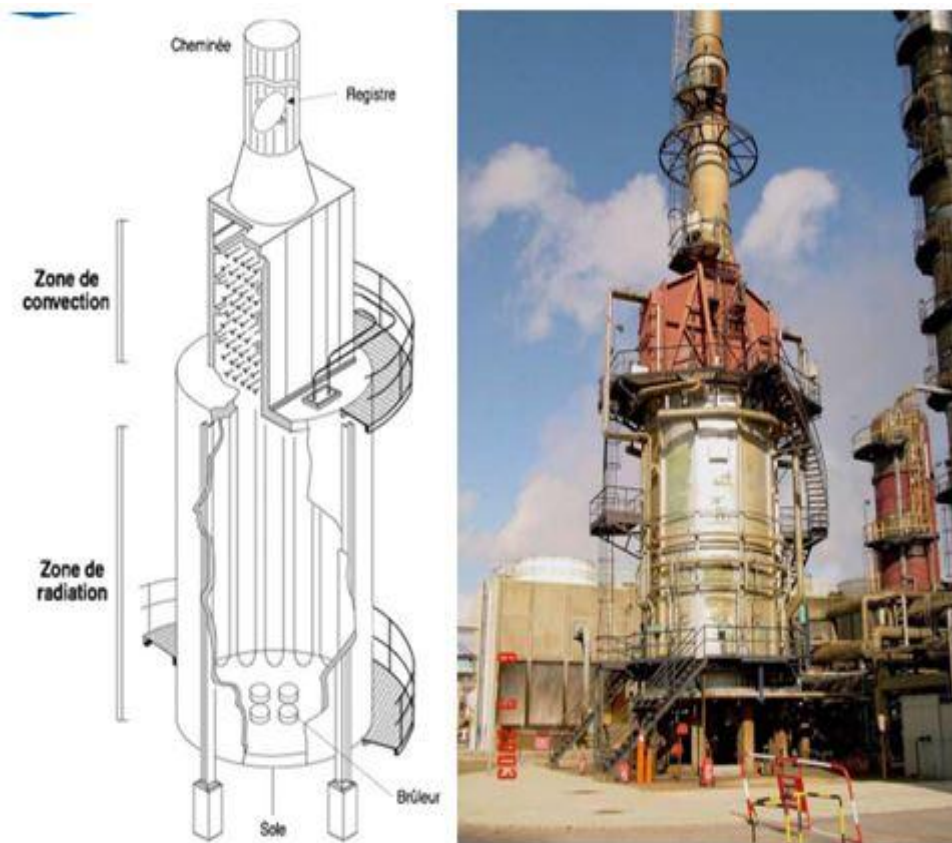 Cheminée
Registre
Zone de
convection
Zone de
radiation
Brûleur
Sole